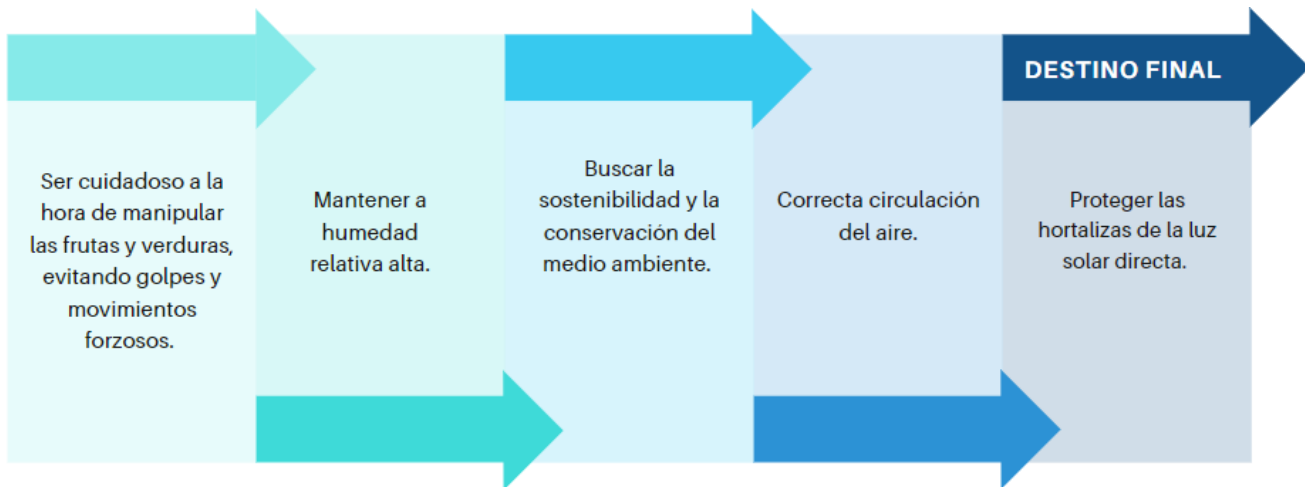 Ser cuidadoso a la
hora de manipular
las frutas y verduras,
evitando golpes y
movimientos
forzosos.
Mantener a
humedad
relativa alta.
Buscar la
sostenibilidad y la
conservación del
medio ambiente.
Correcta circulación
del aire.
DESTINO FINAL
Proteger las
hortalizas de la luz
solar directa.